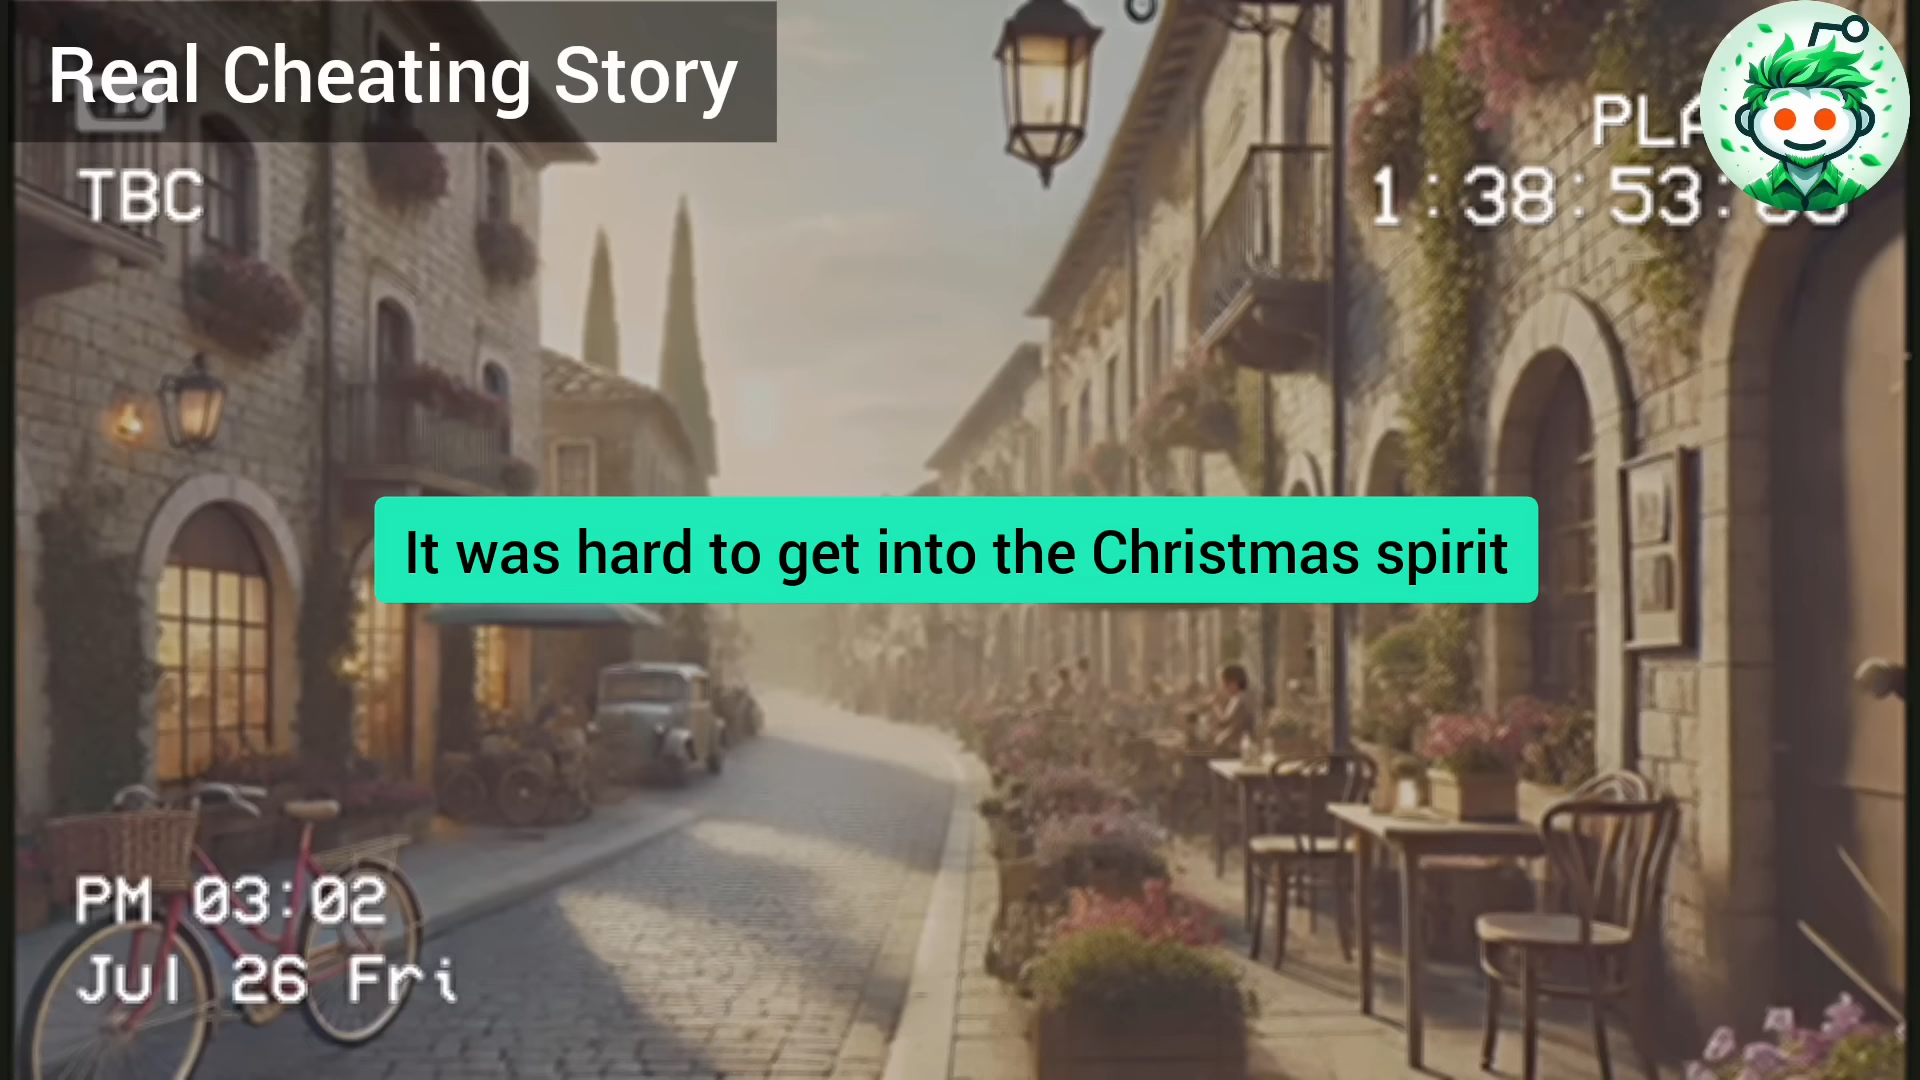 Real Cheating Story
TBC
1:38:53:
It was hard to get into the Christmas spirit
PM 03:02
Jul 26 Fri